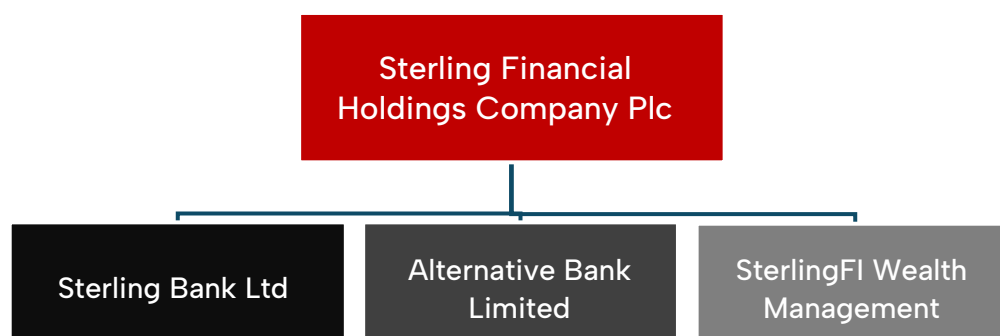 Sterling Financial
Holdings Company Plc
Sterling Bank Ltd
Alternative Bank
Limited
SterlingFI Wealth
Management